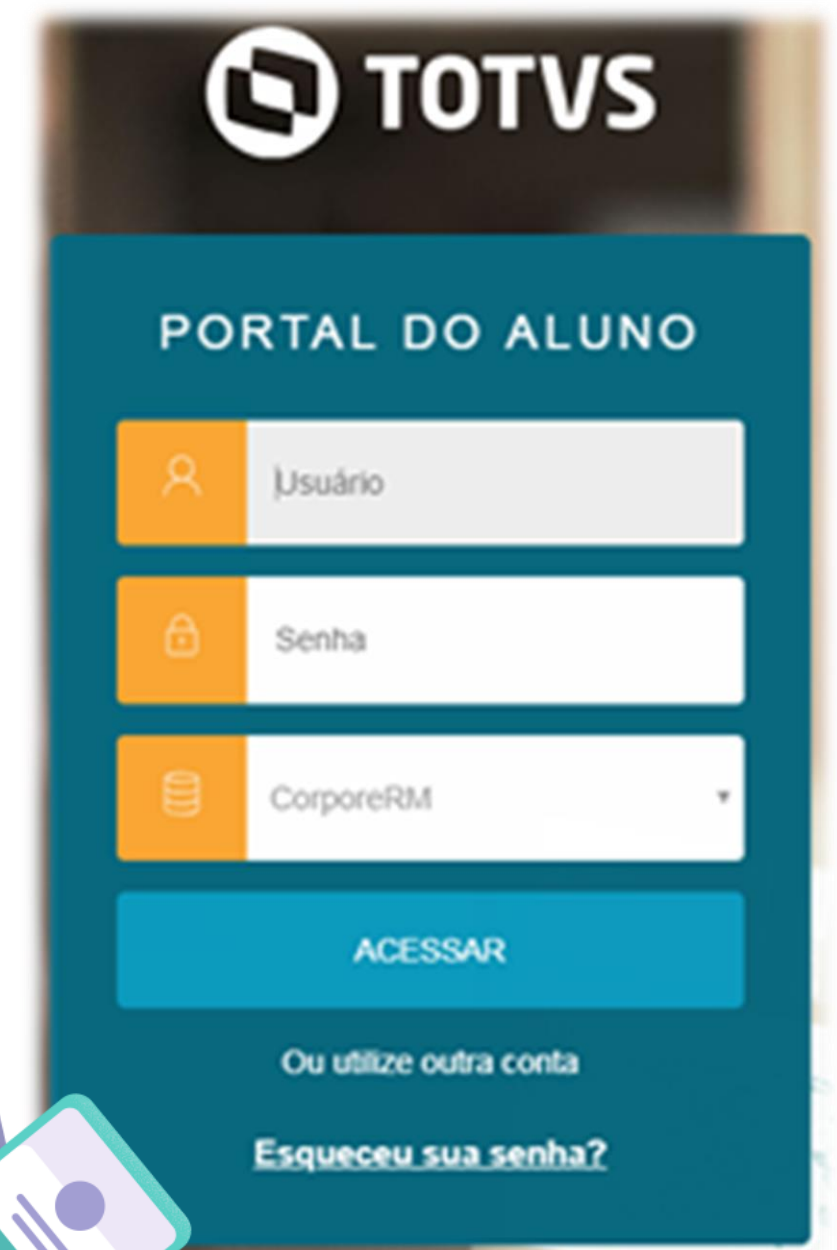 TOTVS
PORTAL DO ALUNO
Usuário
Senha
CorporeRM
ACESSAR
Ou utilize outra conta
Esqueceu sua senha?